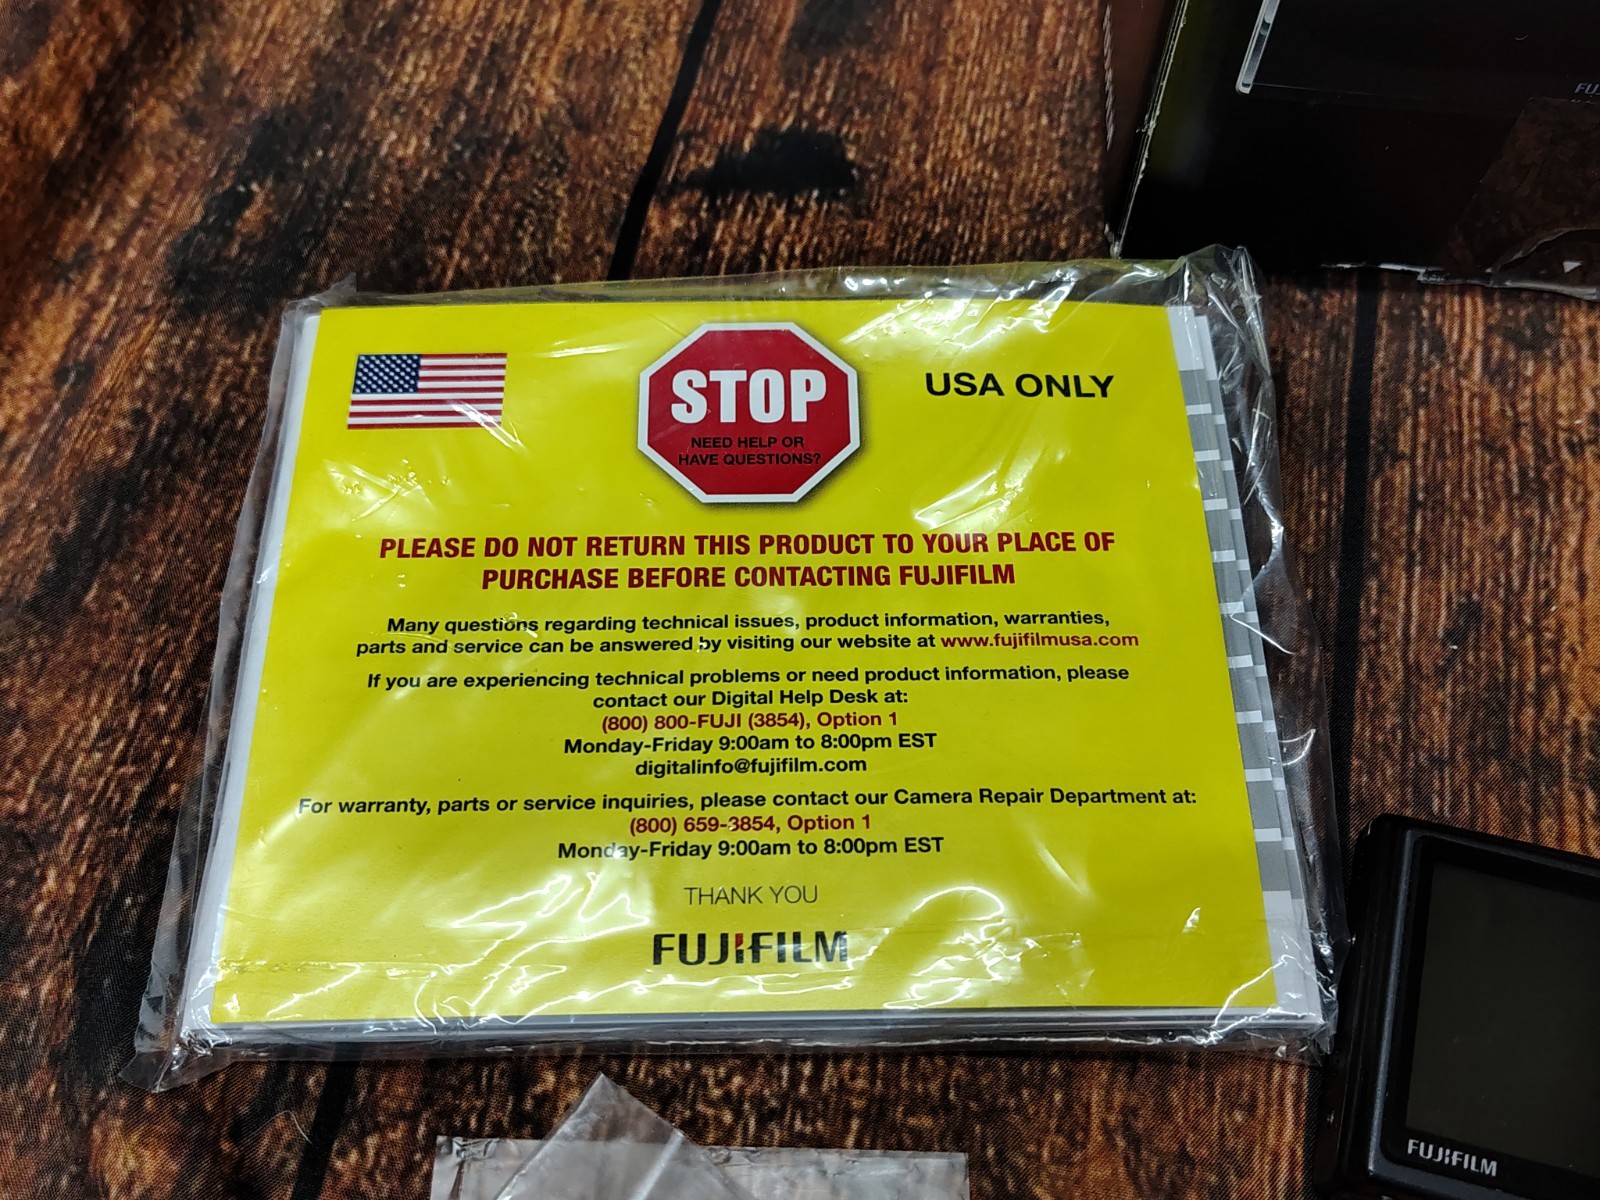 USA ONLY
STOP
NEED HELP OR
HAVE QUESTIONS?
PLEASE DO NOT RETURN THIS PRODUCT TO YOUR PLACE OF
PURCHASE BEFORE CONTACTING FUJIFILM
Many questions regarding technical issues, product information, warranties,
parts and service can be answered by visiting our website at www.fujifilmusa.com
If you are experiencing technical problems or need product information, please
contact our Digital Help Desk at:
(800) 800-FUJI (3854), Option 1
Monday-Friday 9:00am to 8:00pm EST
digitalinfo@fujifilm.com
For warranty, parts or service inquiries, please contact our Camera Repair Department at:
(800) 659-3854, Option 1
Monday-Friday 9:00am to 8:00pm EST
THANK YOU
FUJIFILM
FUJIFILM